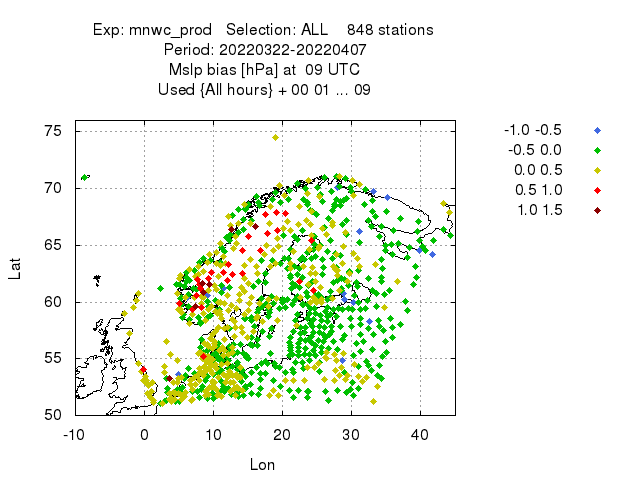 Exp: mnwc_prod   Selection: ALL    848 stations
Period: 20220322-20220407
Mslp bias [hPa] at  09 UTC
Used {All hours} + 00 01 ... 09
-1.0 -0.5
-0.5 0.0
0.0 0.5
0.5 1.0
1.0 1.5
75
70
65
60
55
50
Lat
-10 0 10 20 30 40
Lon